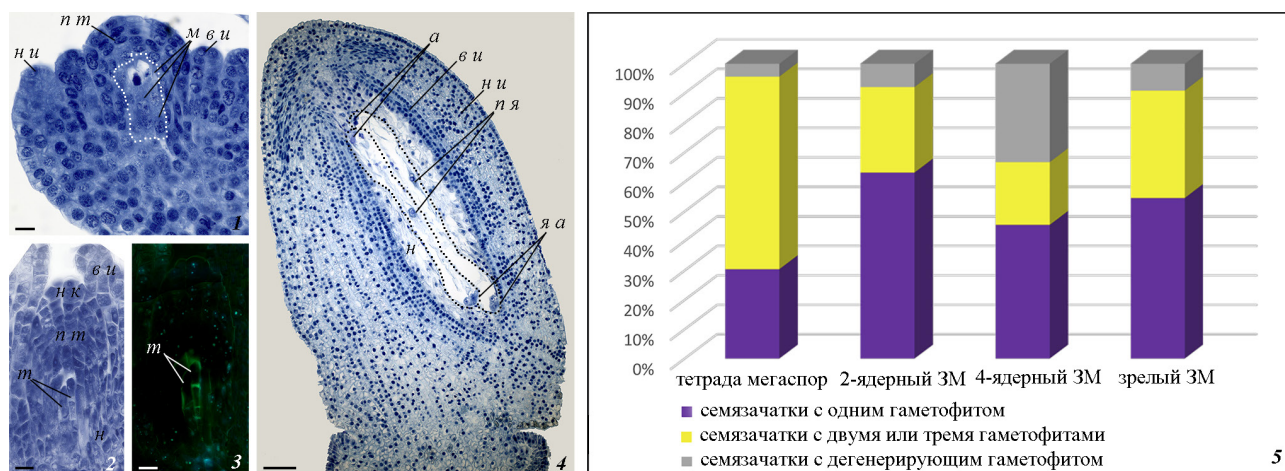 п т
н и
м
в и
1
в и
н к
п т
т
н
2
т
3
а
в и
н и
п я
я а
н
4
100%
90%
80%
70%
60%
50%
40%
30%
20%
10%
0%
тетрада мегаспор 2-ядерный ЗМ 4-ядерный ЗМ зрелый ЗМ
семязачатки с одним гаметофитом
семязачатки с двумя или тремя гаметофитами
семязачатки с дегенерирующим гаметофитом
5